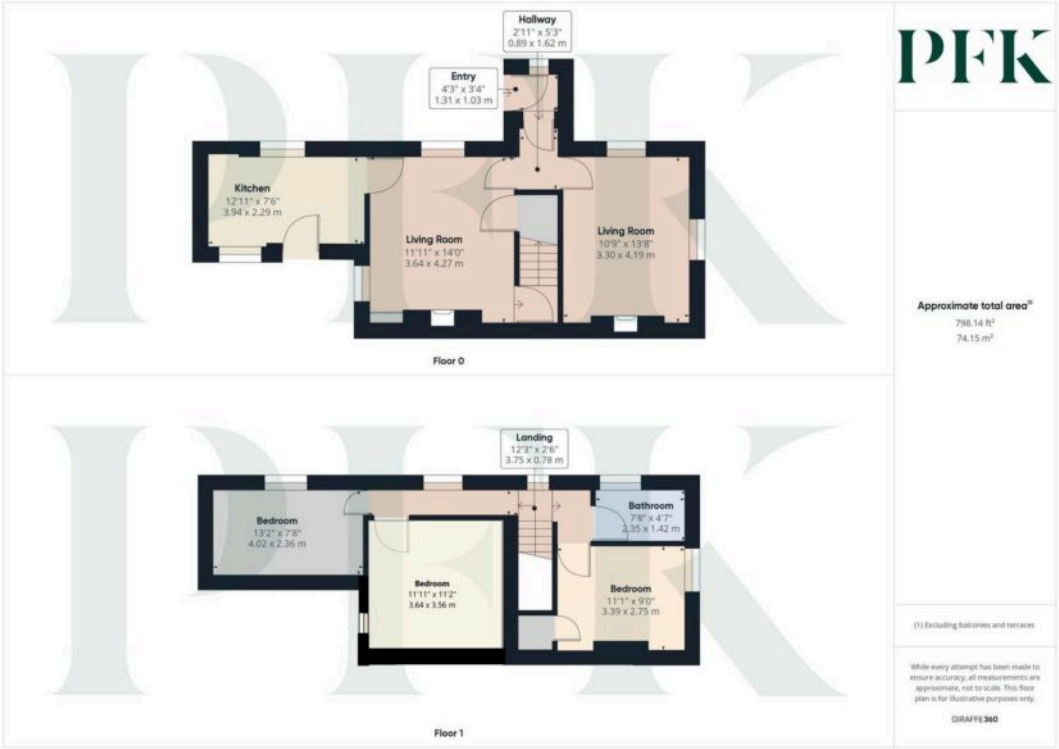 Hallway
2'11" x 5'3"
0.89 x 1.62 m
Entry
4'3" x 3'4"
1.31 x 1.03 m
Kitchen
12'11" x 7'6"
3.94 x 2.29 m
Living Room
11'11" x 14'0"
3.64 x 4.27 m
Living Room
10'9" x 13'8"
3.30 x 4.19 m
Floor 0
Landing
12'3" x 2'6"
3.75 x 0.78 m
Bedroom
13'2" x 7'8"
4.02 x 2.36 m
Bedroom
11'11" x 11'2"
3.64 x 3.56 m
Bathroom
7'8" x 4'7"
2.35 x 1.42 m
Bedroom
11'1" x 9'0"
3.39 x 2.75 m
Floor 1
PFK
PFK
PFK
Approximate total area⁽¹⁾
798.14 ft²
74.15 m²
(1) Excluding balconies and terraces
While every attempt has been made to
ensure accuracy, all measurements are
approximate, not to scale. This floor
plan is for illustrative purposes only.
GIRAFFE360